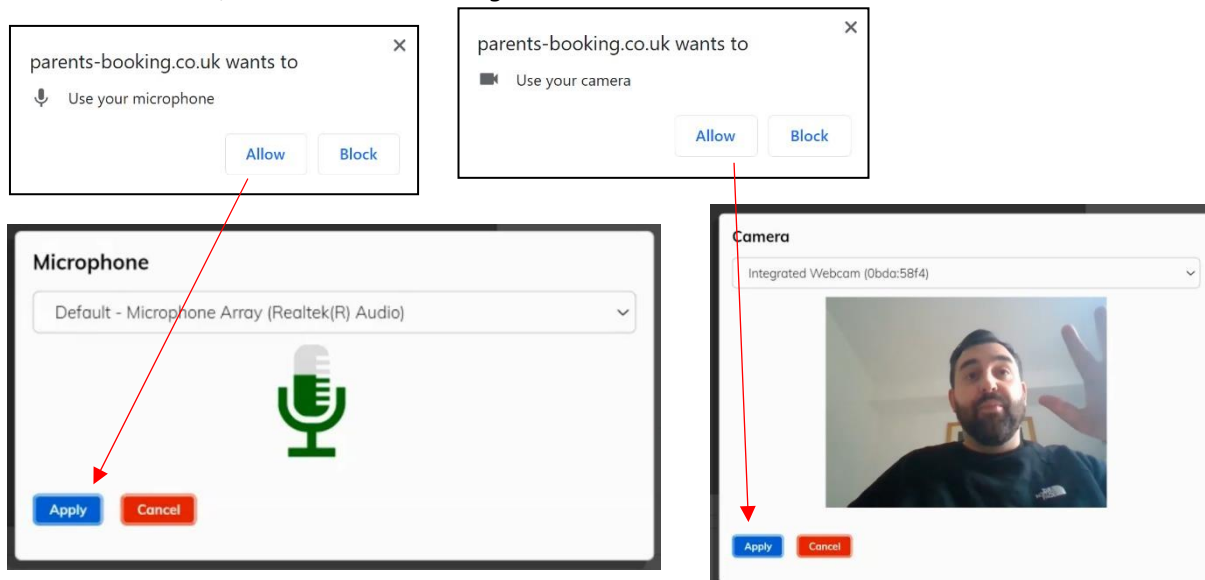 parents-booking.co.uk wants to
Use your microphone
Allow Block
parents-booking.co.uk wants to
Use your camera
Allow Block
Microphone
Default - Microphone Array (Realtek(R) Audio)
Apply Cancel
Camera
Integrated Webcam (0bda:58f4)
Apply Cancel